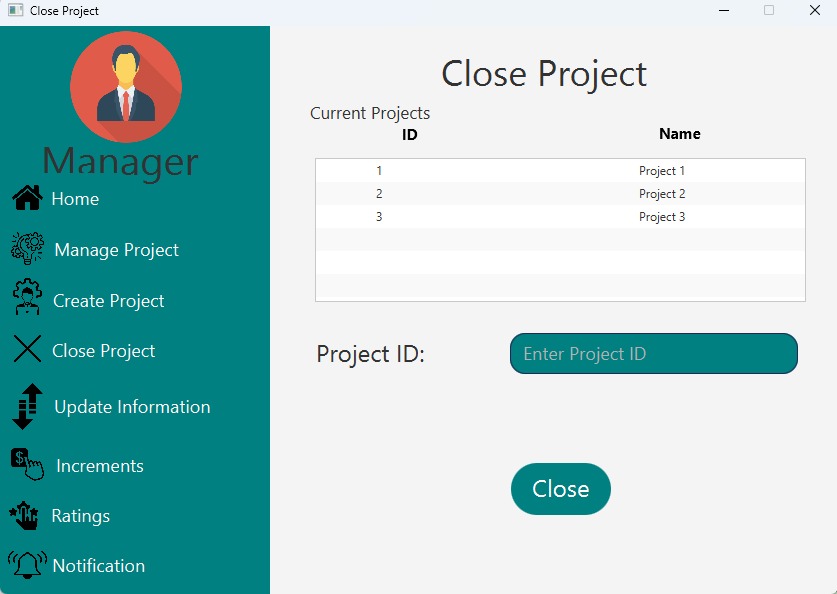 Close Project
Manager
Home
Manage Project
Create Project
Close Project
Update Information
$
Increments
Ratings
Notification
Close Project
Current Projects
ID Name
1 Project 1
2 Project 2
3 Project 3
Project ID: Enter Project ID
Close